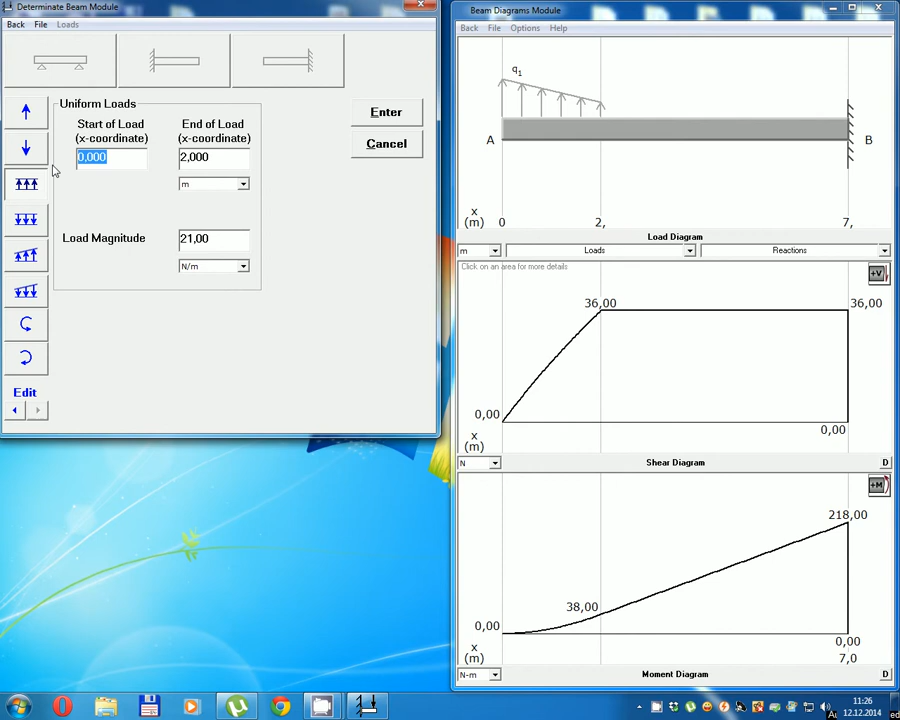 Determinate Beam Module
Back File Loads
Uniform Loads
Start of Load
(x-coordinate)
End of Load
(x-coordinate)
0,000
2,000
m
Load Magnitude
21,00
N/m
Enter
Cancel
Edit
Beam Diagrams Module
Back File Options Help
q1
A
B
x
(m)
0
2,
7,
Load Diagram
m
Loads
Reactions
Click on an area for more details
+V
36,00
36,00
0,00
0,00
x
(m)
N
Shear Diagram
D
+M
218,00
38,00
0,00
0,00
x
(m)
7,0
N-m
Moment Diagram
D
11:26
12.12.2014